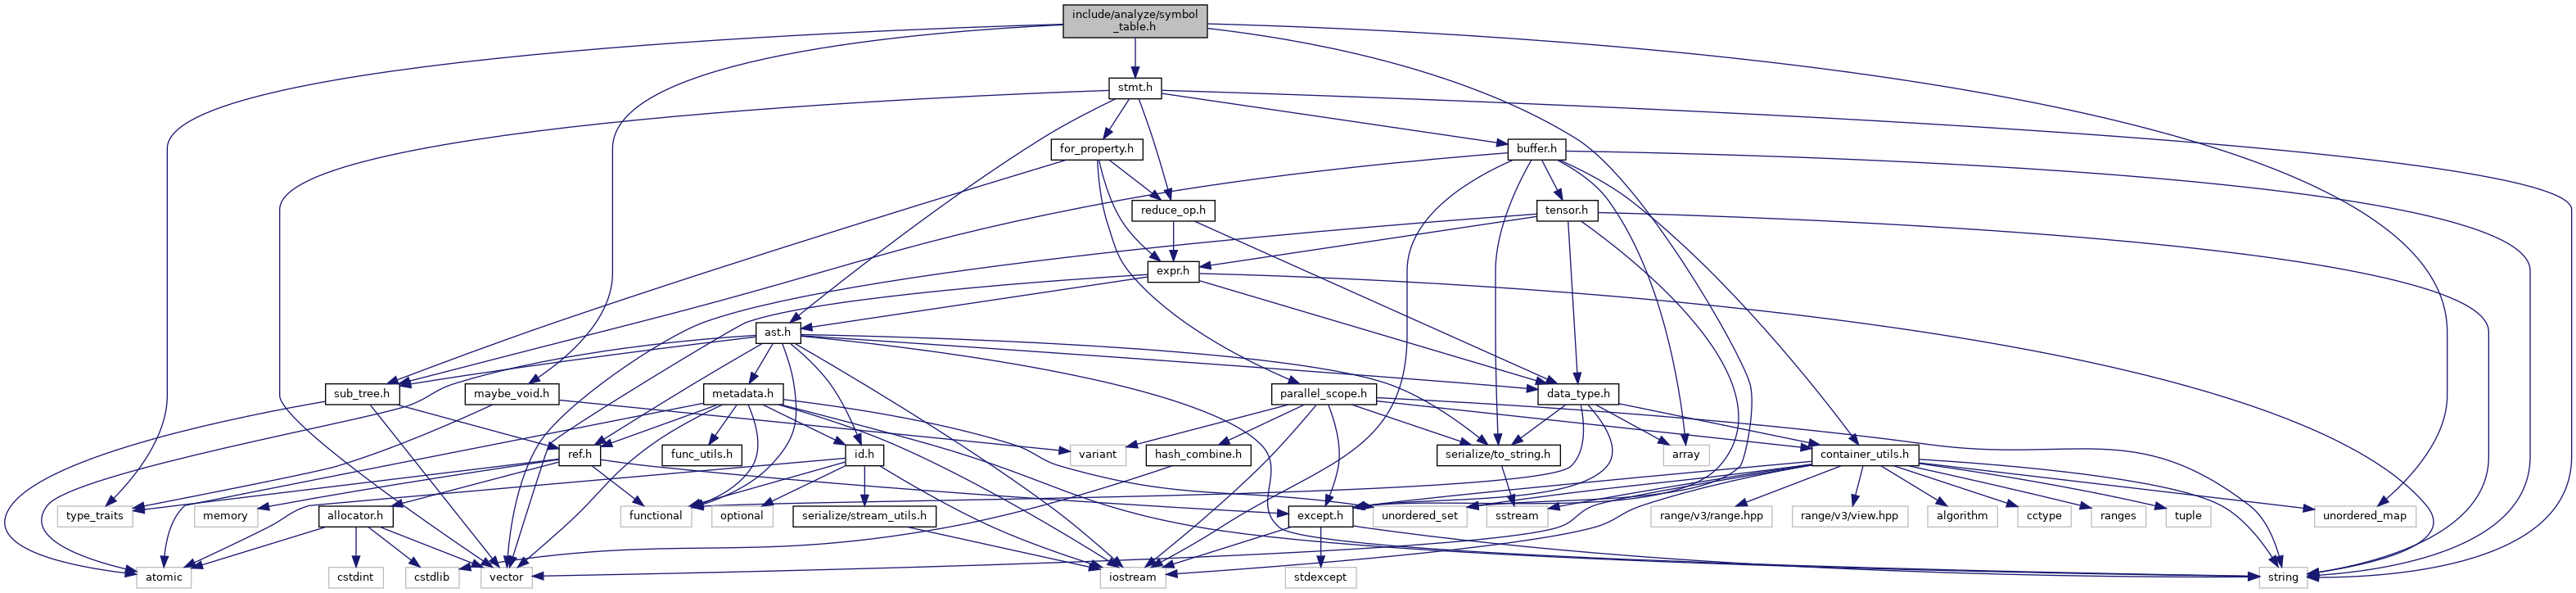 include/analyze/symbol
_table.h
stmt.h
for_property.h
buffer.h
reduce_op.h
tensor.h
expr.h
ast.h
sub_tree.h
maybe_void.h
metadata.h
parallel_scope.h
data_type.h
ref.h
func_utils.h
id.h
variant
hash_combine.h
serialize/to_string.h
array
container_utils.h
type_traits
memory
allocator.h
functional
optional
serialize/stream_utils.h
except.h
unordered_set
sstream
range/v3/range.hpp
range/v3/view.hpp
algorithm
cctype
ranges
tuple
unordered_map
atomic
cstdint
cstdlib
vector
iostream
stdexcept
string